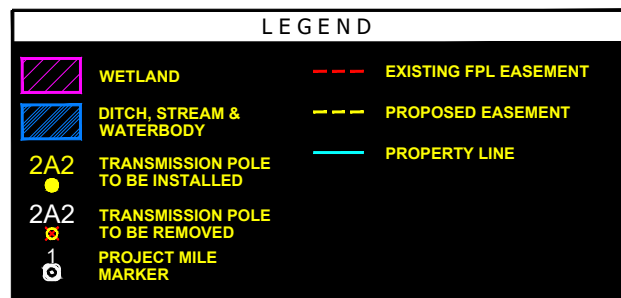 LEGEND
WETLAND
DITCH, STREAM &
WATERBODY
2A2
TRANSMISSION POLE
TO BE INSTALLED
2A2
TRANSMISSION POLE
TO BE REMOVED
1
PROJECT MILE
MARKER
EXISTING FPL EASEMENT
PROPOSED EASEMENT
PROPERTY LINE